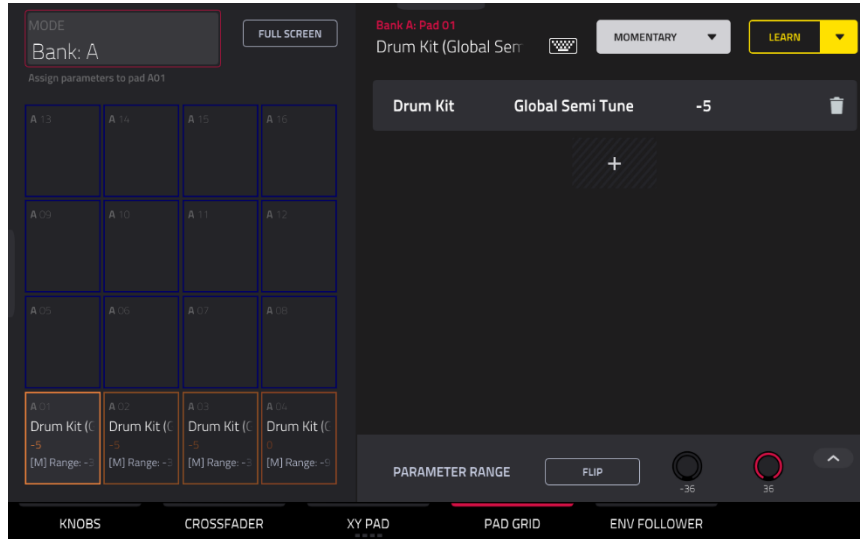 MODE
Bank: A
FULL SCREEN
Assign parameters to pad A01
A 13
A 14
A 15
A 16
A 09
A 10
A 11
A 12
A 05
A 06
A 07
A 08
A 01
Drum Kit (G
-5
[M] Range: -3
A 02
Drum Kit (G
-5
[M] Range: -3
A 03
Drum Kit (G
-5
[M] Range: -3
A 04
Drum Kit (G
0
[M] Range: -9
Bank A: Pad 01
Drum Kit (Global Sem
MOMENTARY
LEARN
Drum Kit Global Semi Tune -5
+
PARAMETER RANGE
FLIP
-36
36
KNOBS CROSSFADER XY PAD PAD GRID ENV FOLLOWER